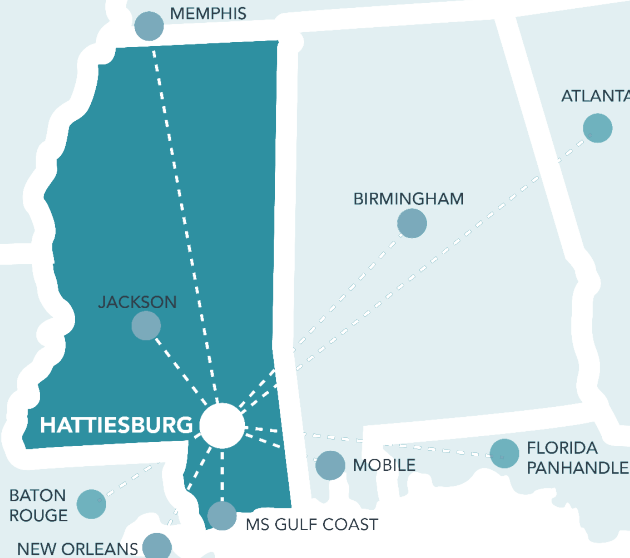 MEMPHIS
ATLANTA
BIRMINGHAM
JACKSON
HATTIESBURG
FLORIDA
PANHANDLE
MOBILE
BATON
ROUGE
MS GULF COAST
NEW ORLEANS